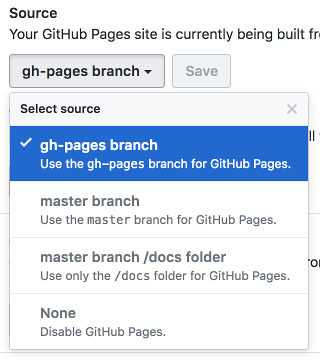 Source
Your GitHub Pages site is currently being built
gh-pages branch
Save
Select source
gh-pages branch
Use the gh-pages branch for GitHub Pages.
master branch
Use the master branch for GitHub Pages.
master branch /docs folder
Use only the /docs folder for GitHub Pages.
None
Disable GitHub Pages.